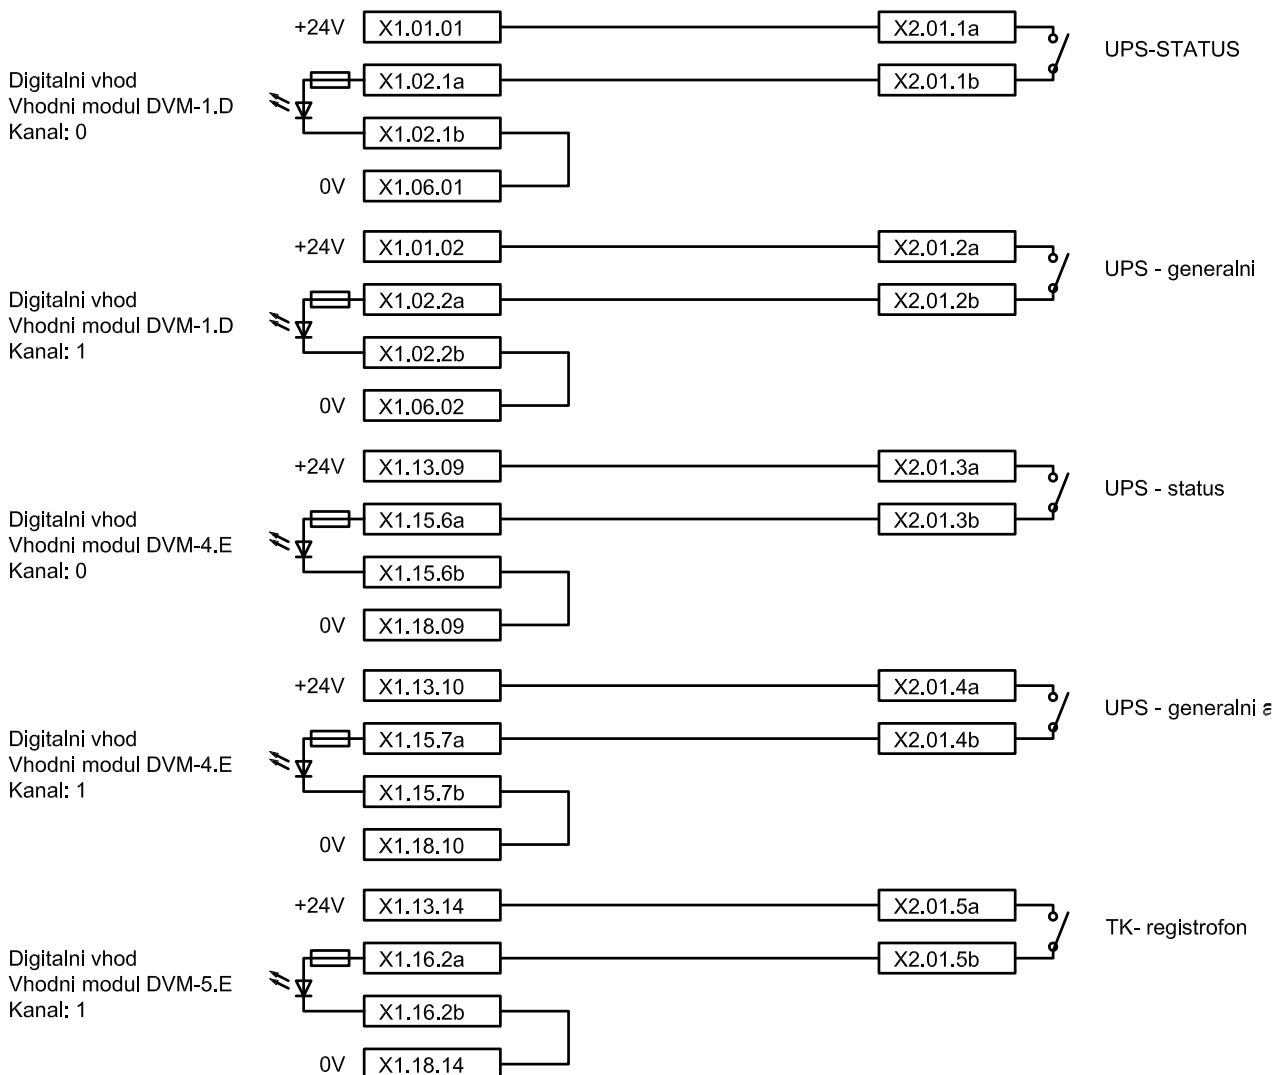 +24V X1.01.01 X2.01.1a
UPS-STATUS
Digitalni vhod
Vhodni modul DVM-1.D
Kanal: 0
X1.02.1a X2.01.1b
X1.02.1b
0V X1.06.01
+24V X1.01.02 X2.01.2a
UPS - generalni
Digitalni vhod
Vhodni modul DVM-1.D
Kanal: 1
X1.02.2a X2.01.2b
X1.02.2b
0V X1.06.02
+24V X1.13.09 X2.01.3a
UPS - status
Digitalni vhod
Vhodni modul DVM-4.E
Kanal: 0
X1.15.6a X2.01.3b
X1.15.6b
0V X1.18.09
+24V X1.13.10 X2.01.4a
UPS - generalni
Digitalni vhod
Vhodni modul DVM-4.E
Kanal: 1
X1.15.7a X2.01.4b
X1.15.7b
0V X1.18.10
+24V X1.13.14 X2.01.5a
TK- registrofon
Digitalni vhod
Vhodni modul DVM-5.E
Kanal: 1
X1.16.2a X2.01.5b
X1.16.2b
0V X1.18.14